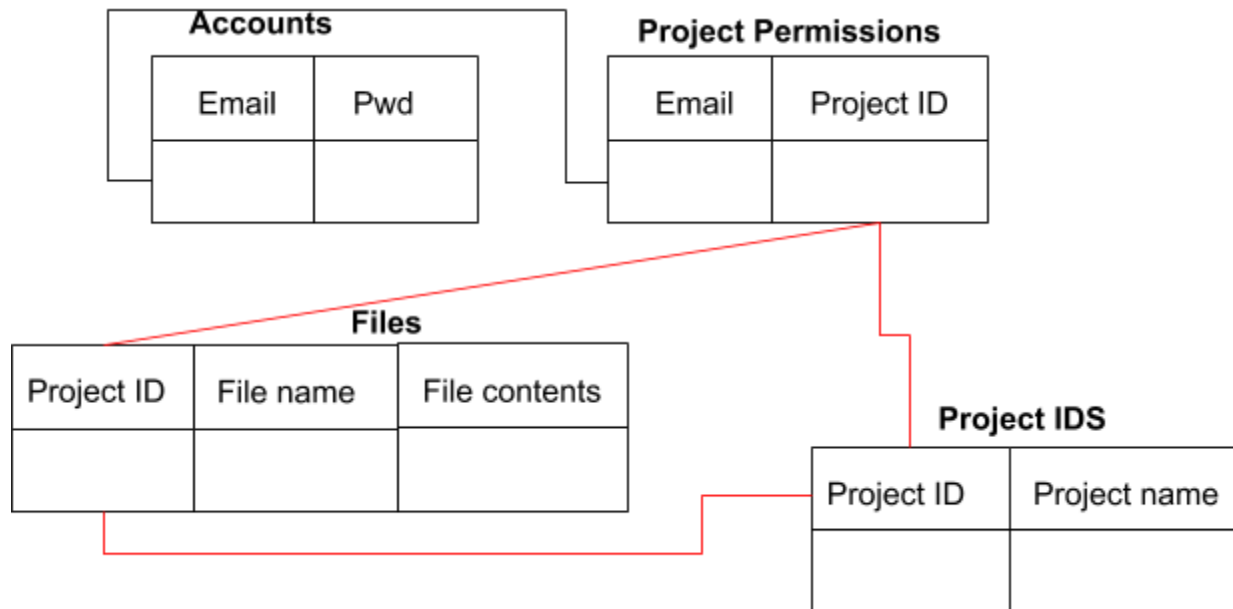 Accounts
Email Pwd
Project Permissions
Email Project ID
Files
Project ID File name File contents
Project IDS
Project ID Project name